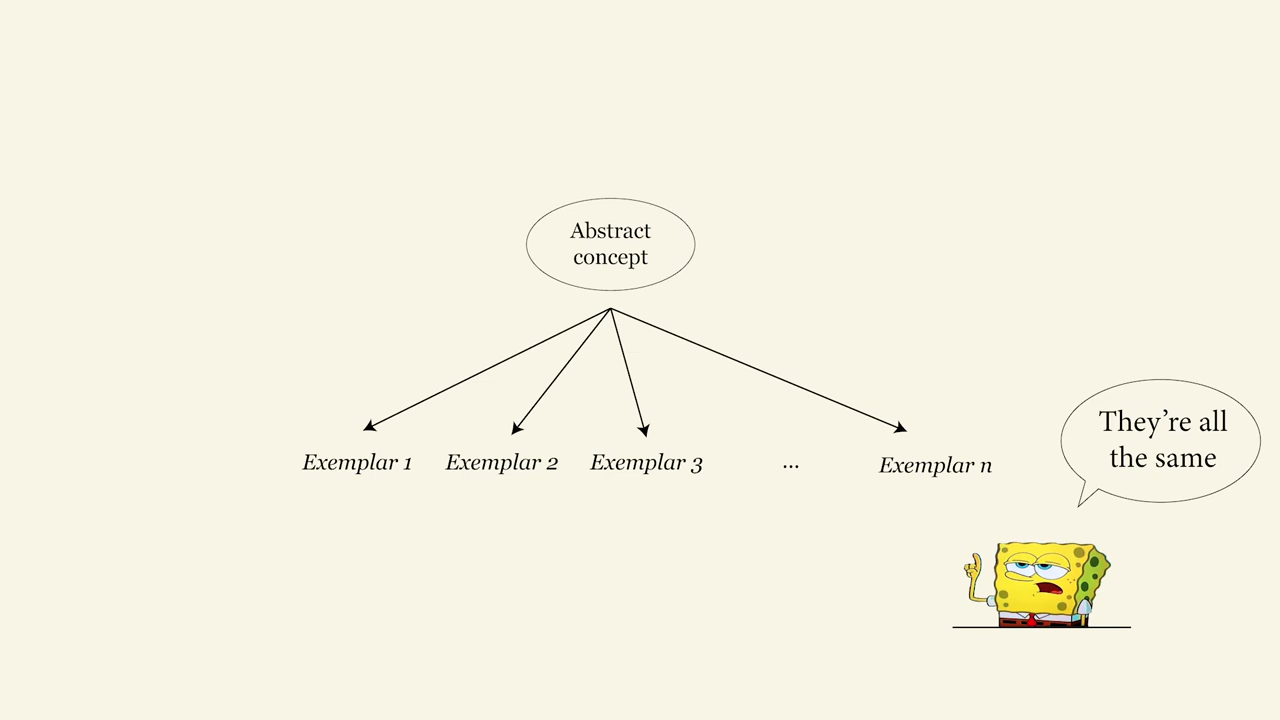 Abstract
concept
Exemplar 1 Exemplar 2 Exemplar 3 ... Exemplar n
They’re all
the same